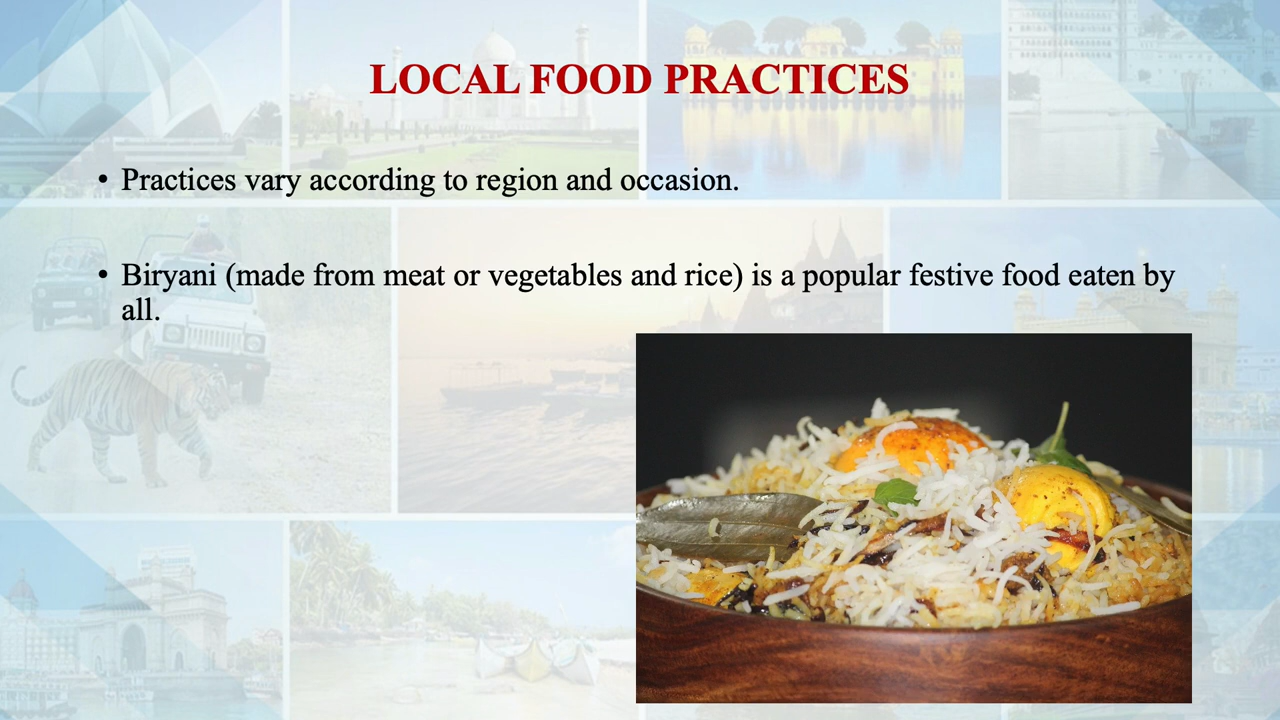 LOCAL FOOD PRACTICES
• Practices vary according to region and occasion.
• Biryani (made from meat or vegetables and rice) is a popular festive food eaten by
all.